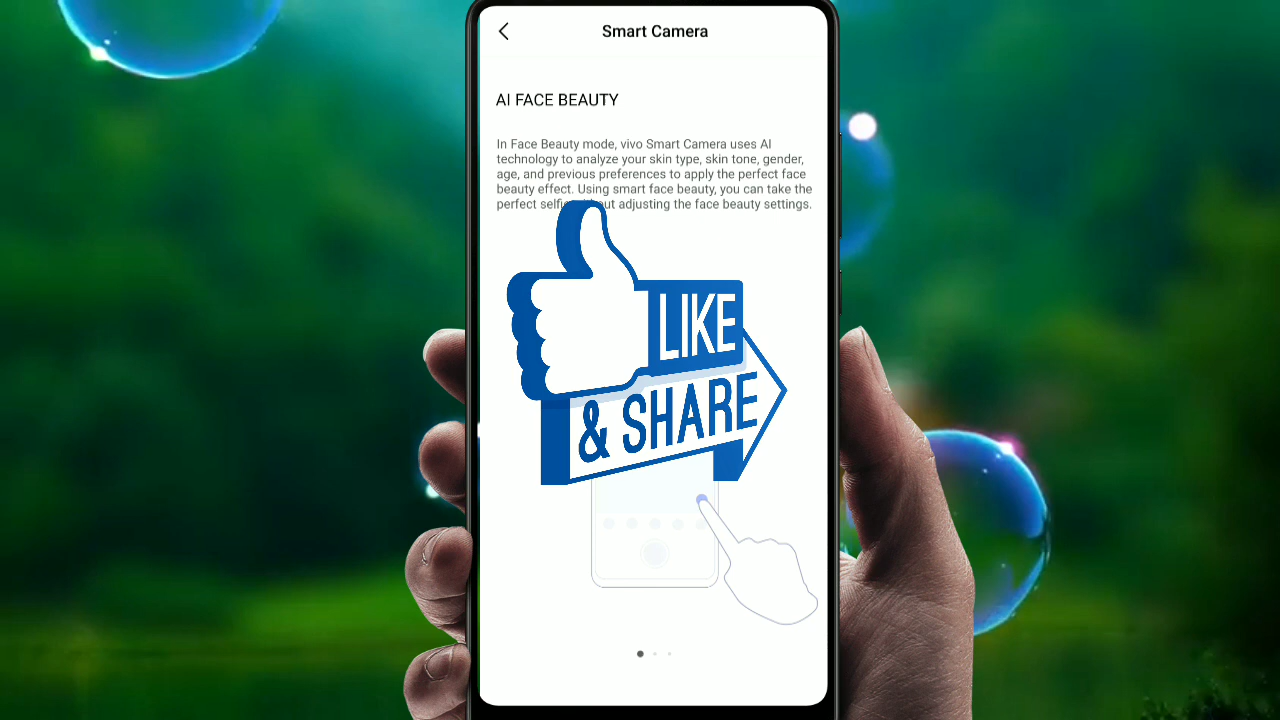 Smart Camera
AI FACE BEAUTY
In Face Beauty mode, vivo Smart Camera uses AI
technology to analyze your skin type, skin tone, gender,
age, and previous preferences to apply the perfect face
beauty effect. Using smart face beauty, you can take the
perfect selfie adjusting the face beauty settings.
LIKE
& SHARE